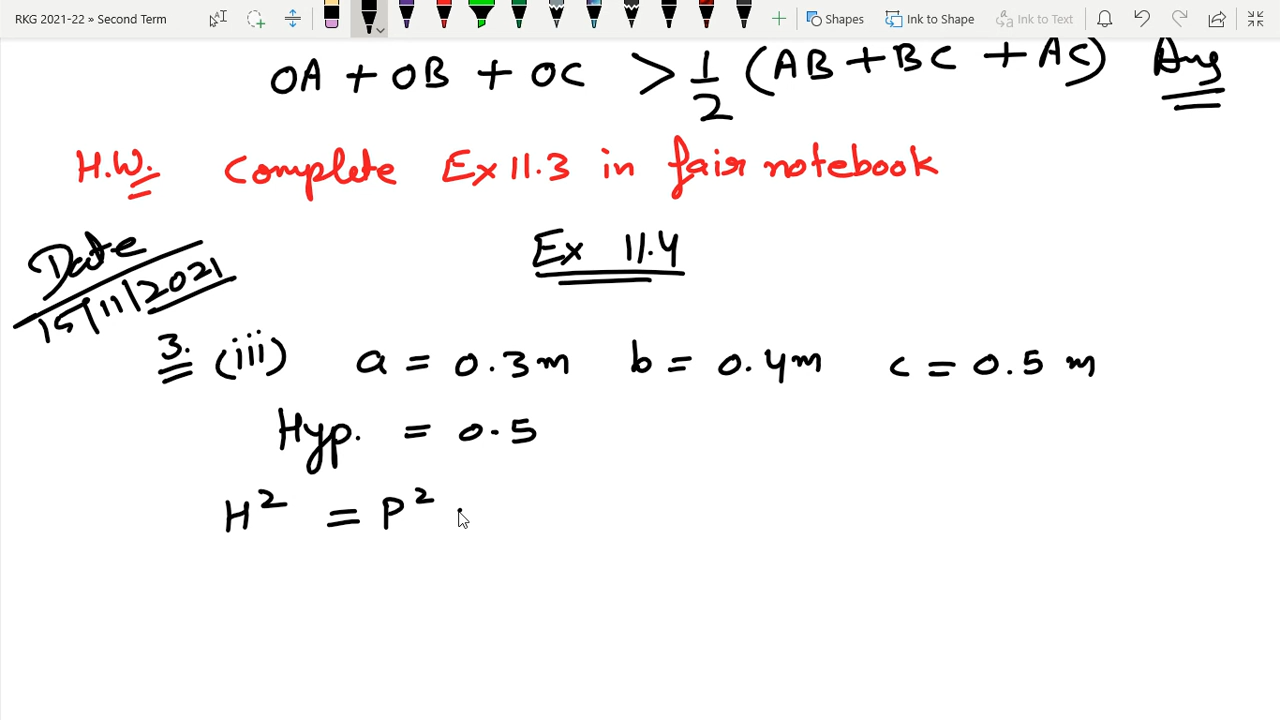 RKG 2021-22 » Second Term
Shapes
Ink to Shape
Ink to Text
OA + OB + OC > 1/2 (AB + BC + AC) Ans
H.W. Complete Ex 11.3 in fair notebook
Date
15/11/2021
Ex 11.4
3. (iii) a = 0.3 m b = 0.4 m c = 0.5 m
Hyp. = 0.5
H² = P²